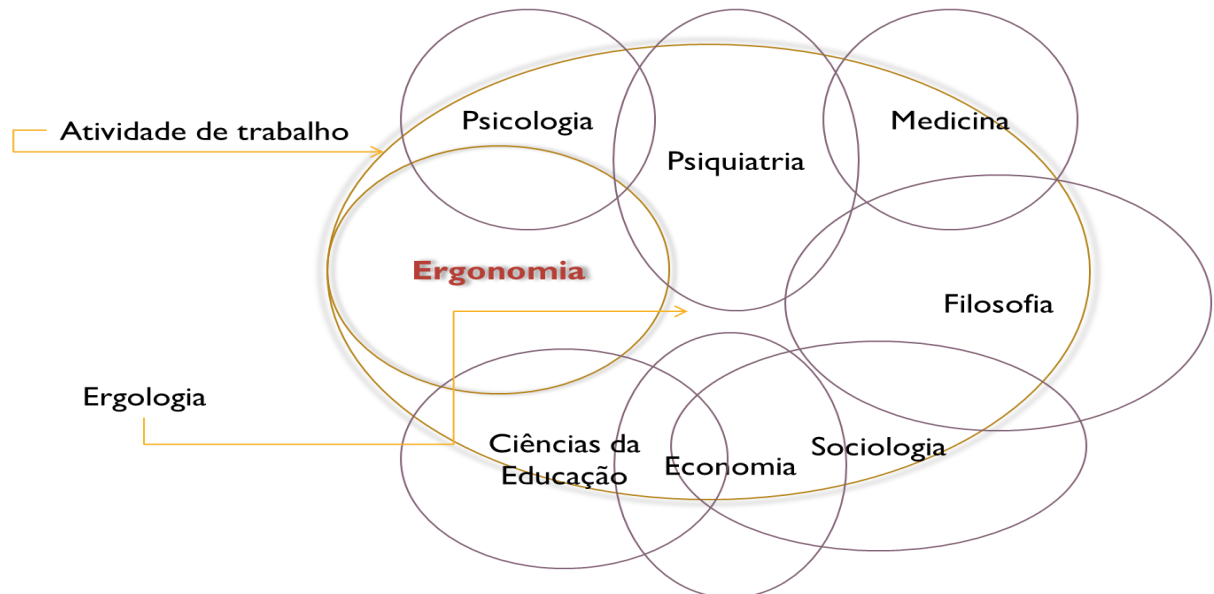 Psicologia
Medicina
Atividade de trabalho
Psiquiatria
Ergonomia
Filosofia
Ergologia
Ciências da
Educação
Economia
Sociologia